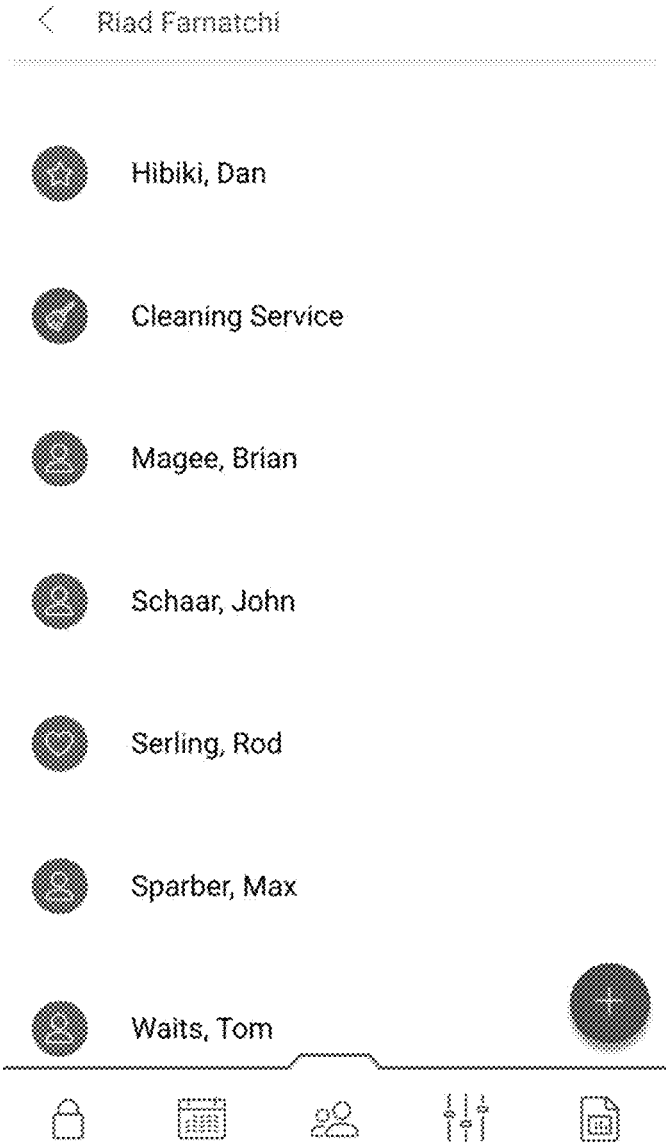 Riad Farnatchi
Hibiki, Dan
Cleaning Service
Magee, Brian
Schaar, John
Serling, Rod
Sparber, Max
Waits, Tom